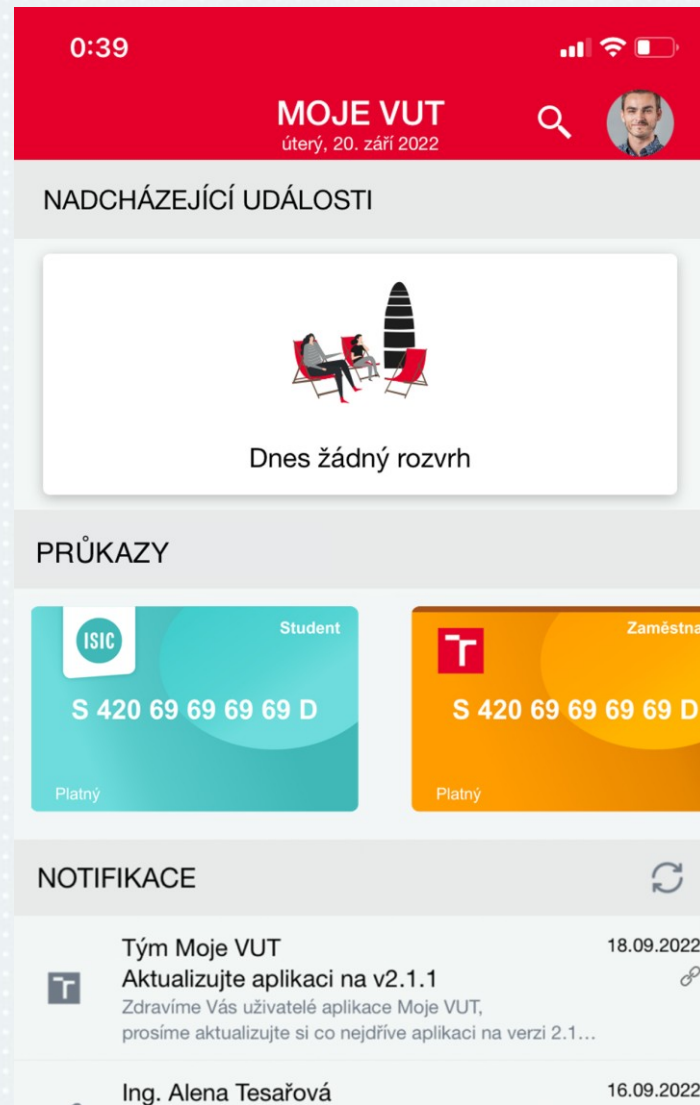 0:39
MOJE VUT
úterý, 20. září 2022
NADCHÁZEJÍCÍ UDÁLOSTI
Dnes žádný rozvrh
PRŮKAZY
ISIC
Student
S 420 69 69 69 69 D
Platný
T
Zaměstna
S 420 69 69 69 69 D
Platný
NOTIFIKACE
Tým Moje VUT
18.09.2022
T
Aktualizujte aplikaci na v2.1.1
Zdravíme Vás uživatelé aplikace Moje VUT,
prosíme aktualizujte si co nejdříve aplikaci na verzi 2.1...
Ing. Alena Tesařová
16.09.2022